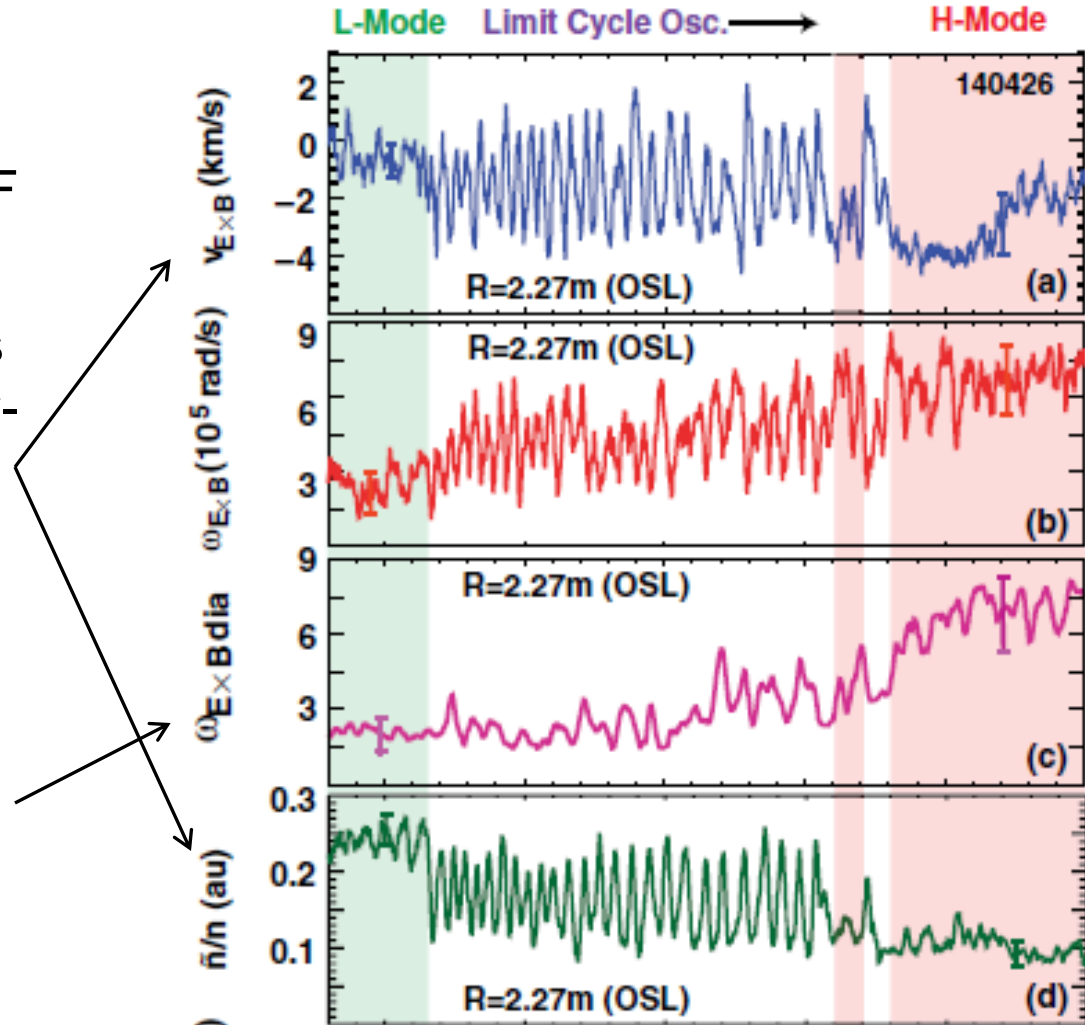 L-Mode Limit Cycle Osc. H-Mode
140426
2
0
−2
−4
vE×B (km/s)
R=2.27m (OSL)
(a)
9
6
3
ωE×B (10⁵ rad/s)
R=2.27m (OSL)
(b)
9
6
3
ωE×B dia
R=2.27m (OSL)
(c)
0.3
0.2
0.1
ñ/n (au)
R=2.27m (OSL)
(d)